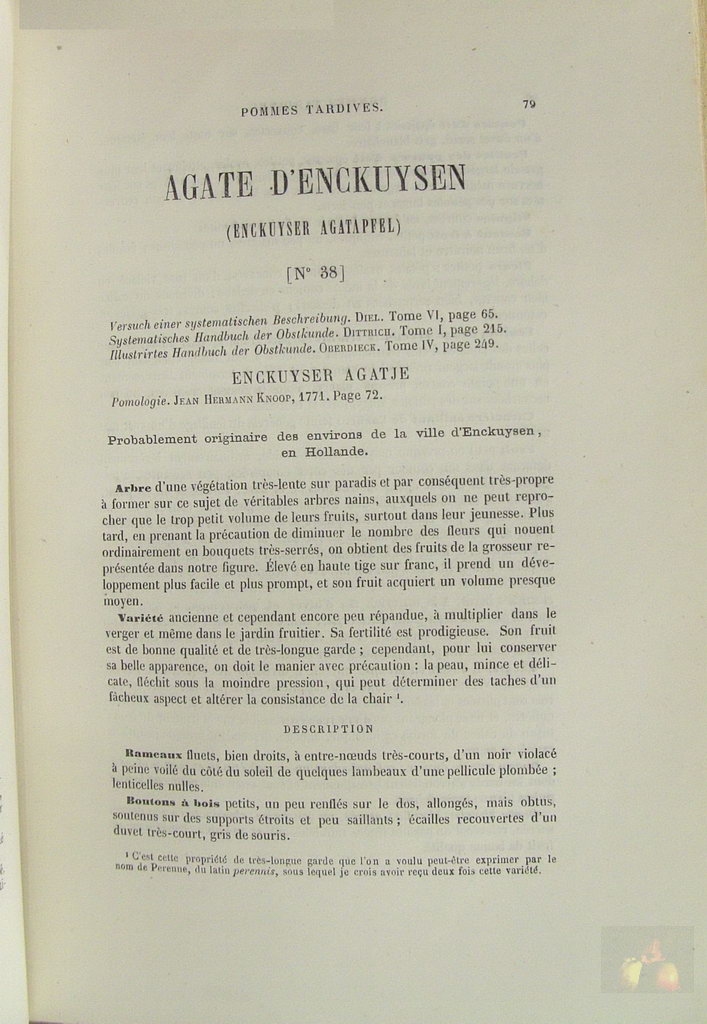 POMMES TARDIVES. 79
AGATE D'ENCKUYSEN
(ENCKUYSER AGATAPFEL)
[N° 38]
Versuch einer systematischen Beschreibung. DIEL. Tome VI, page 65.
Systematisches Handbuch der Obstkunde. DITTRICH. Tome I, page 215.
Illustrirtes Handbuch der Obstkunde. OBERDIECK. Tome IV, page 249.
ENCKUYSER AGATJE
Pomologie. JEAN HERMANN KNOOP, 1771. Page 72.
Probablement originaire des environs de la ville d'Enckuysen,
en Hollande.
Arbre d'une végétation très-lente sur paradis et par conséquent très-propre
à former sur ce sujet de véritables arbres nains, auxquels on ne peut repro-
cher que le trop petit volume de leurs fruits, surtout dans leur jeunesse. Plus
tard, en prenant la précaution de diminuer le nombre des fleurs qui nouent
ordinairement en bouquets très-serrés, on obtient des fruits de la grosseur re-
présentée dans notre figure. Élevé en haute tige sur franc, il prend un déve-
loppement plus facile et plus prompt, et son fruit acquiert un volume presque
moyen.
Variété ancienne et cependant encore peu répandue, à multiplier dans le
verger et même dans le jardin fruitier. Sa fertilité est prodigieuse. Son fruit
est de bonne qualité et de très-longue garde ; cependant, pour lui conserver
sa belle apparence, on doit le manier avec précaution : la peau, mince et déli-
cate, fléchit sous la moindre pression, qui peut déterminer des taches d'un
fâcheux aspect et altérer la consistance de la chair ¹.
DESCRIPTION
Rameaux fluets, bien droits, à entre-nœuds très-courts, d'un noir violacé
à peine voilé du côté du soleil de quelques lambeaux d'une pellicule plombée ;
lenticelles nulles.
Boutons à bois petits, un peu renflés sur le dos, allongés, mais obtus,
soutenus sur des supports étroits et peu saillants ; écailles recouvertes d'un
duvet très-court, gris de souris.
¹ C'est cette propriété de très-longue garde que l'on a voulu peut-être exprimer par le
nom de Perenne, du latin perennis, sous lequel je crois avoir reçu deux fois cette variété.